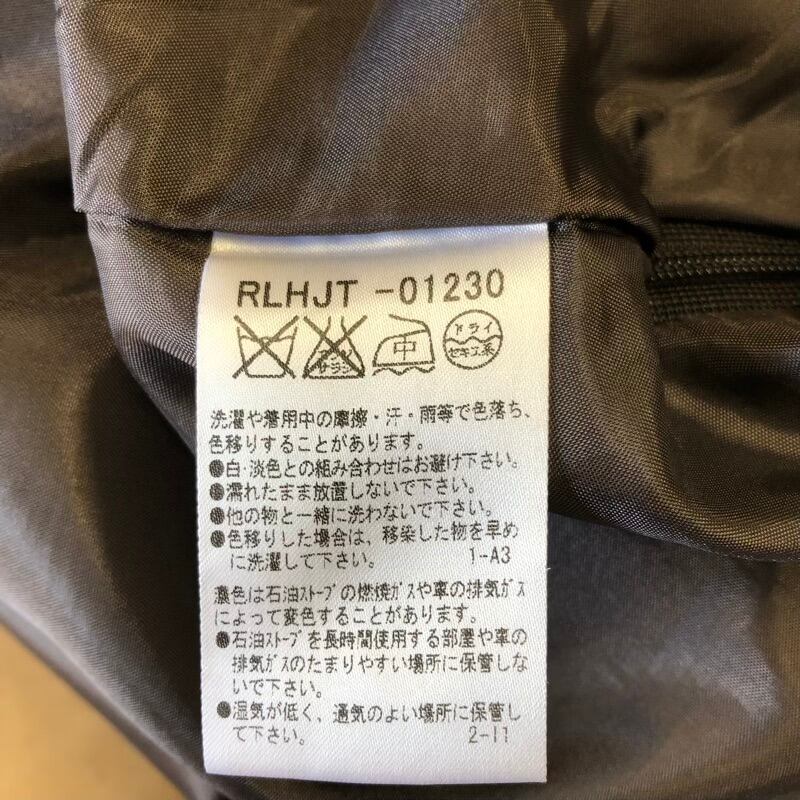 RLHJT -01230
サラシ 中 ドライ セキユ系
洗濯や着用中の摩擦・汗・雨等で色落ち、
色移りすることがあります。
●白・淡色との組み合わせはお避け下さい。
●濡れたまま放置しないで下さい。
●他の物と一緒に洗わないで下さい。
●色移りした場合は、移染した物を早め
に洗濯して下さい。 1-A3
濃色は石油ｽﾄｰﾌﾞの燃焼ｶﾞｽや車の排気ｶﾞｽ
によって変色することがあります。
●石油ｽﾄｰﾌﾞを長時間使用する部屋や車の
排気ｶﾞｽのたまりやすい場所に保管しな
いで下さい。
●湿気が低く、通気のよい場所に保管し
て下さい。 2-11